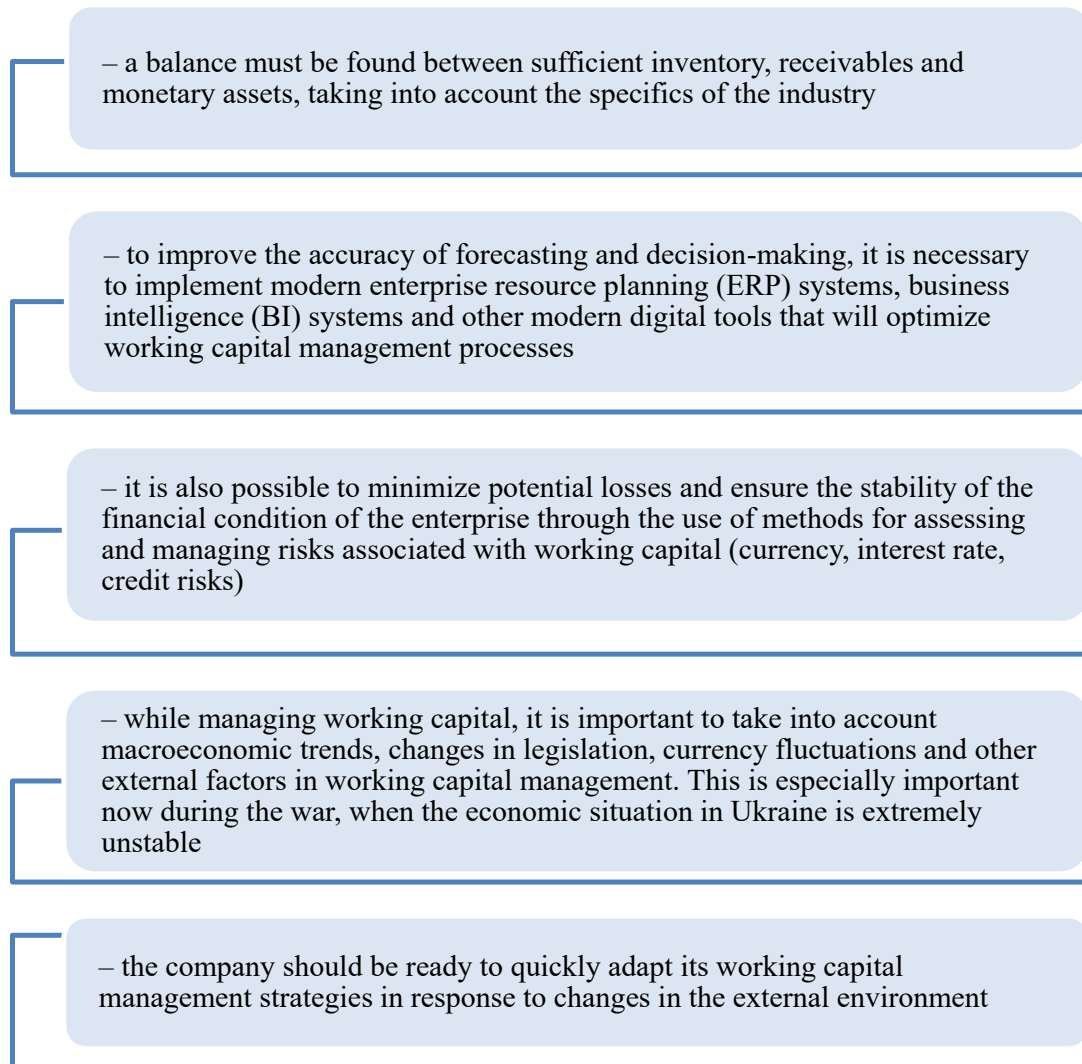 – a balance must be found between sufficient inventory, receivables and
monetary assets, taking into account the specifics of the industry
– to improve the accuracy of forecasting and decision-making, it is necessary
to implement modern enterprise resource planning (ERP) systems, business
intelligence (BI) systems and other modern digital tools that will optimize
working capital management processes
– it is also possible to minimize potential losses and ensure the stability of the
financial condition of the enterprise through the use of methods for assessing
and managing risks associated with working capital (currency, interest rate,
credit risks)
– while managing working capital, it is important to take into account
macroeconomic trends, changes in legislation, currency fluctuations and other
external factors in working capital management. This is especially important
now during the war, when the economic situation in Ukraine is extremely
unstable
– the company should be ready to quickly adapt its working capital
management strategies in response to changes in the external environment